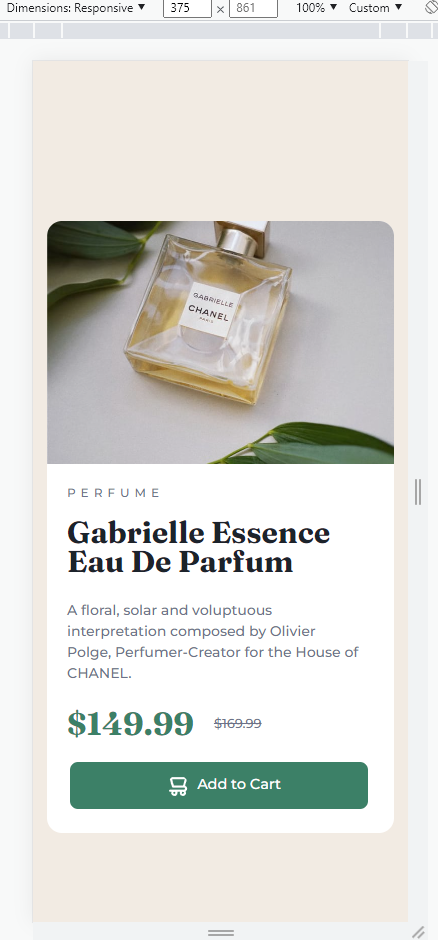 Dimensions: Responsive ▼ 375 × 861 100% ▼ Custom ▼
GABRIELLE
CHANEL
PARIS
PERFUME
Gabrielle Essence
Eau De Parfum
A floral, solar and voluptuous
interpretation composed by Olivier
Polge, Perfumer-Creator for the House of
CHANEL.
$149.99 $169.99
Add to Cart